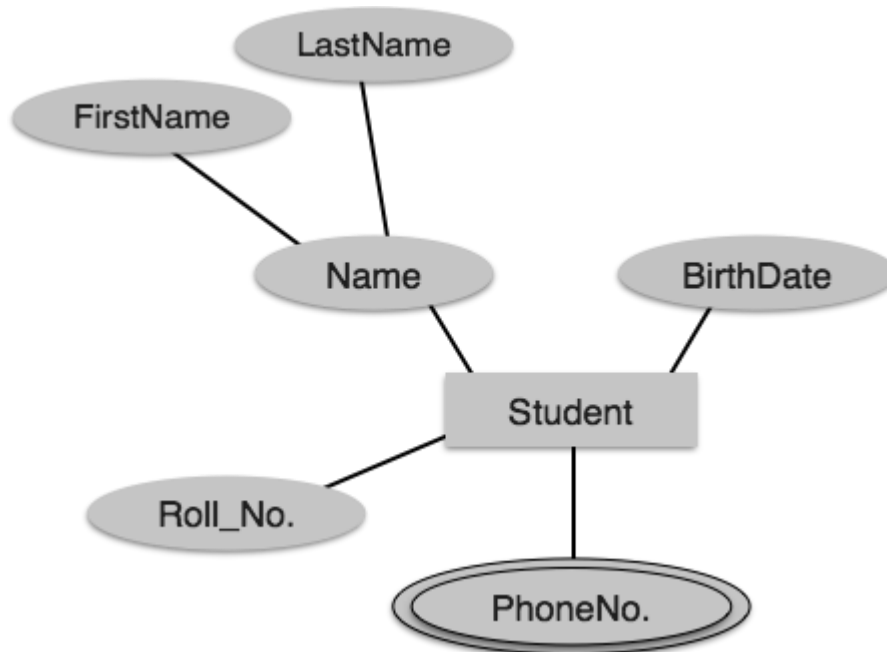 LastName
FirstName
Name
BirthDate
Student
Roll_No.
PhoneNo.